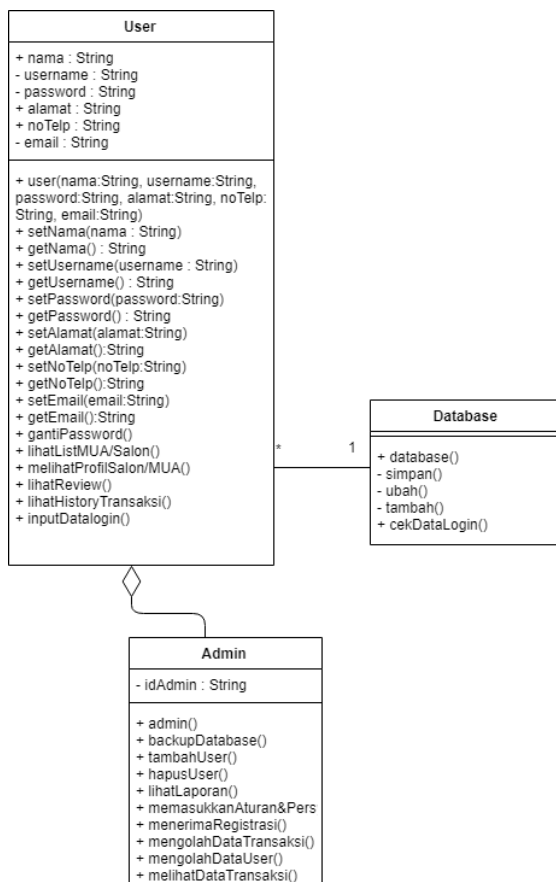 User
+ nama : String
- username : String
- password : String
+ alamat : String
+ noTelp : String
- email : String
+ user(nama:String, username:String,
password:String, alamat:String, noTelp:
String, email:String)
+ setNama(nama : String)
+ getNama() : String
+ setUsername(username : String)
+ getUsername() : String
+ setPassword(password:String)
+ getPassword() : String
+ setAlamat(alamat:String)
+ getAlamat():String
+ setNoTelp(noTelp:String)
+ getNoTelp():String
+ setEmail(email:String)
+ getEmail():String
+ gantiPassword()
+ lihatListMUA/Salon()
+ melihatProfilSalon/MUA()
+ lihatReview()
+ lihatHistoryTransaksi()
+ inputDatalogin()
* 1
Database
+ database()
- simpan()
- ubah()
- tambah()
+ cekDataLogin()
Admin
- idAdmin : String
+ admin()
+ backupDatabase()
+ tambahUser()
+ hapusUser()
+ lihatLaporan()
+ memasukkanAturan&Pers
+ menerimaRegistrasi()
+ mengolahDataTransaksi()
+ mengolahDataUser()
+ melihatDataTransaksi()